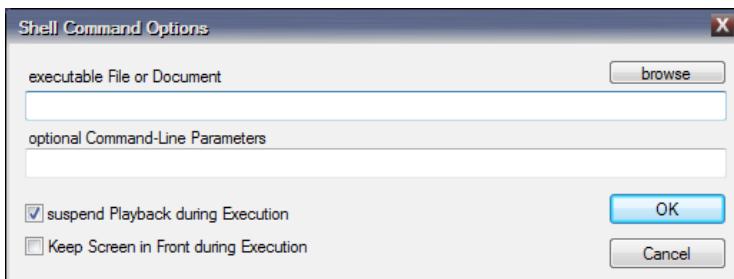 Shell Command Options
X
executable File or Document
browse
optional Command-Line Parameters
suspend Playback during Execution
OK
Keep Screen in Front during Execution
Cancel